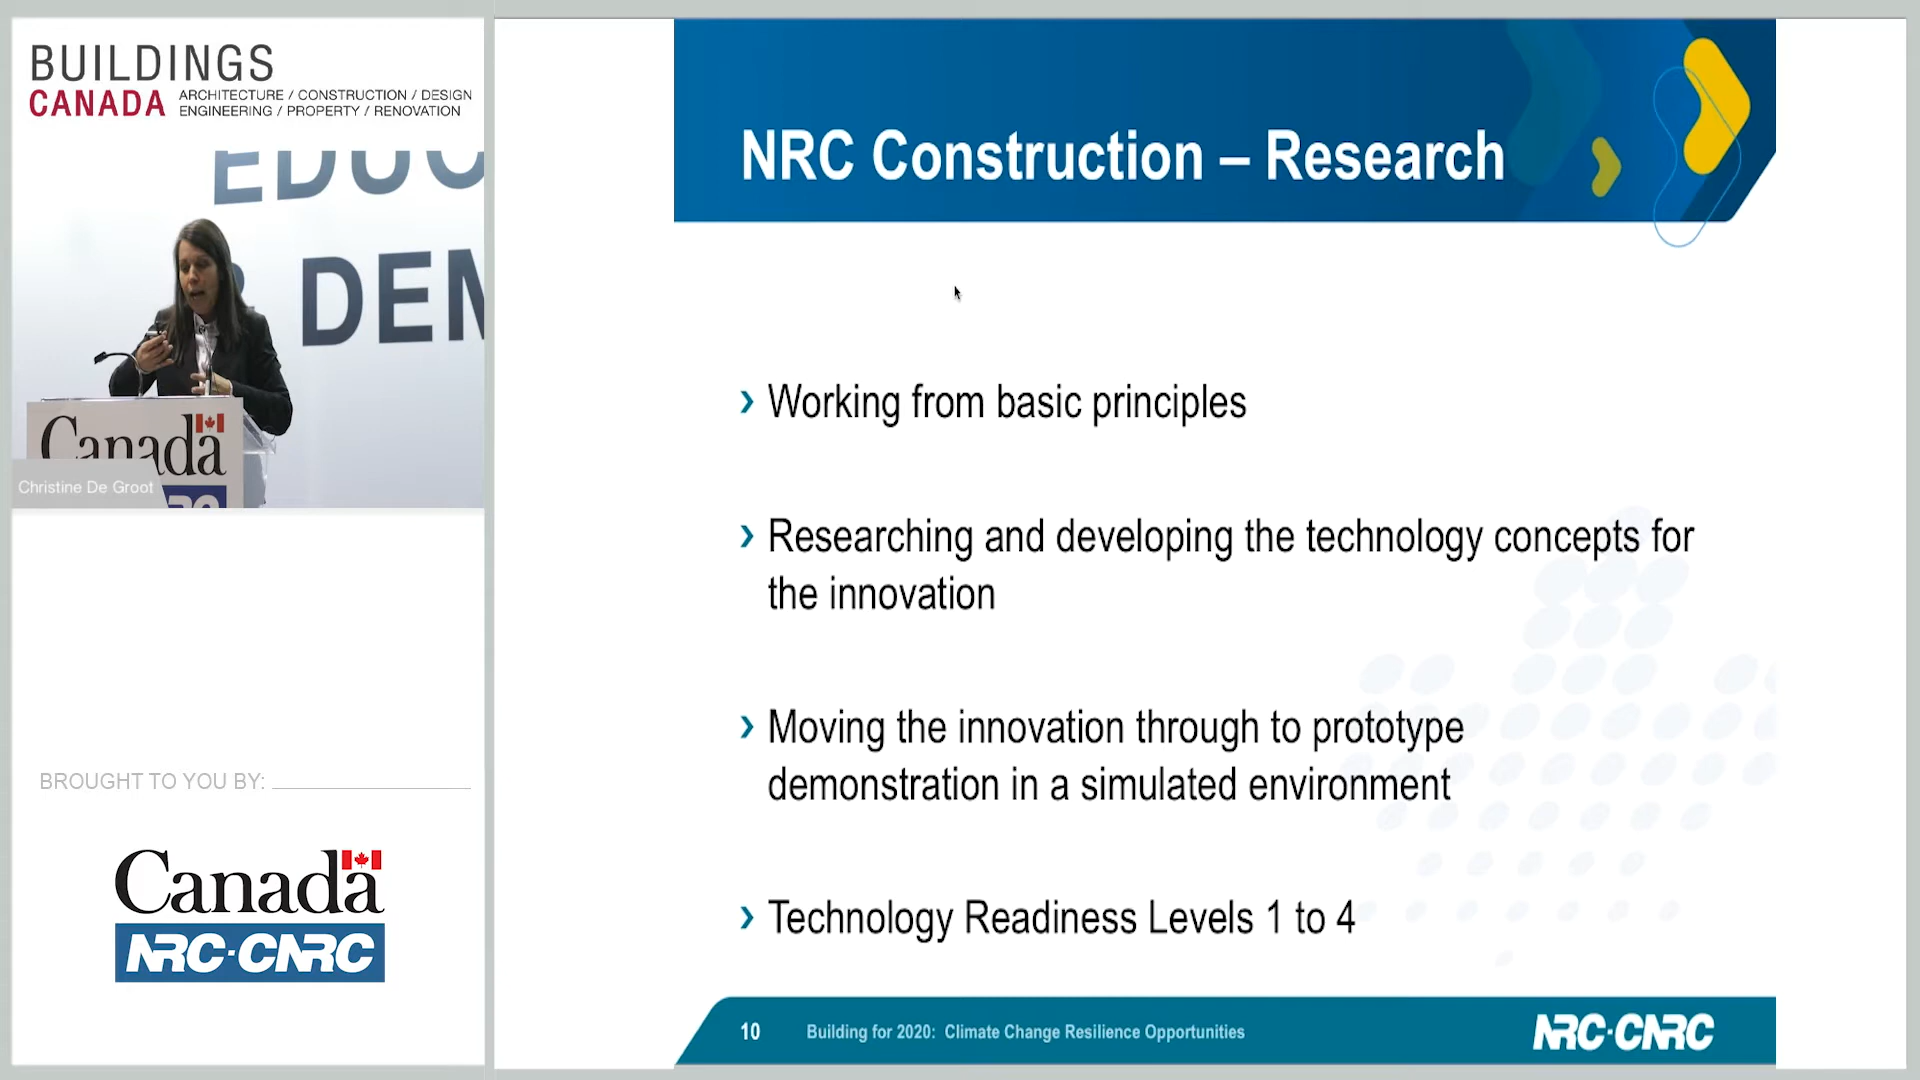 BUILDINGS
CANADA
ARCHITECTURE / CONSTRUCTION / DESIGN
ENGINEERING / PROPERTY / RENOVATION
DEM
Canada
Christine De Groot
BROUGHT TO YOU BY:
Canada
NRC·CNRC
NRC Construction – Research
› Working from basic principles
› Researching and developing the technology concepts for
the innovation
› Moving the innovation through to prototype
demonstration in a simulated environment
› Technology Readiness Levels 1 to 4
10 Building for 2020: Climate Change Resilience Opportunities
NRC·CNRC